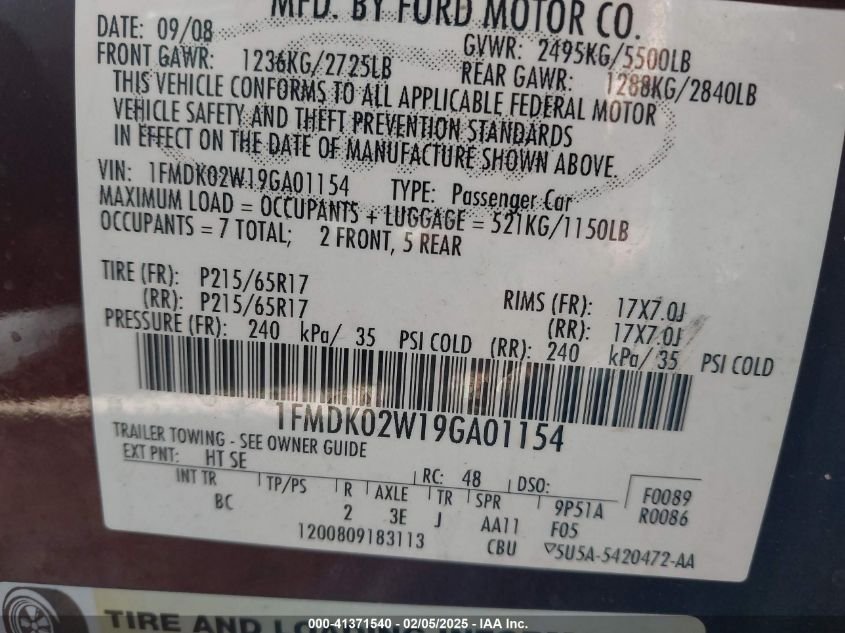 MFD. BY FORD MOTOR CO.
DATE: 09/08 GVWR: 2495KG/5500LB
FRONT GAWR: 1236KG/2725LB REAR GAWR: 1288KG/2840LB
THIS VEHICLE CONFORMS TO ALL APPLICABLE FEDERAL MOTOR
VEHICLE SAFETY AND THEFT PREVENTION STANDARDS
IN EFFECT ON THE DATE OF MANUFACTURE SHOWN ABOVE.
VIN: 1FMDK02W19GA01154 TYPE: Passenger Car
MAXIMUM LOAD = OCCUPANTS + LUGGAGE = 521KG/1150LB
OCCUPANTS = 7 TOTAL; 2 FRONT, 5 REAR
TIRE (FR): P215/65R17 RIMS (FR): 17X7.0J
(RR): P215/65R17 (RR): 17X7.0J
PRESSURE (FR): 240 kPa/ 35 PSI COLD (RR): 240 kPa/ 35 PSI COLD
1FMDK02W19GA01154
TRAILER TOWING - SEE OWNER GUIDE
EXT PNT: HT SE RC: 48 DSO: F0089
INT TR TP/PS R AXLE TR SPR 9P51A R0086
BC 2 3E J AA11 F05
1200809183113 CBU 5U5A-5420472-AA
TIRE AND LOADING INFORM
000-41371540 - 02/05/2025 - IAA Inc.